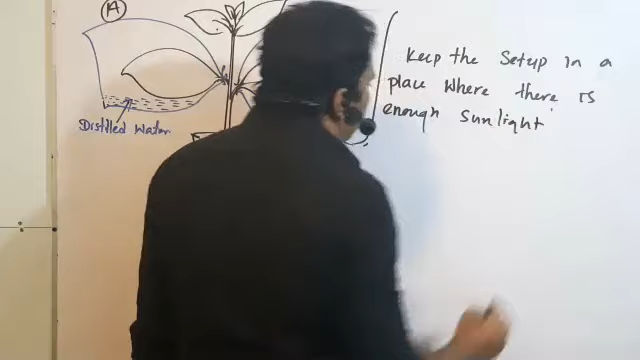 A
Keep the Setup in a
place where there is
enough sunlight
Distilled Water